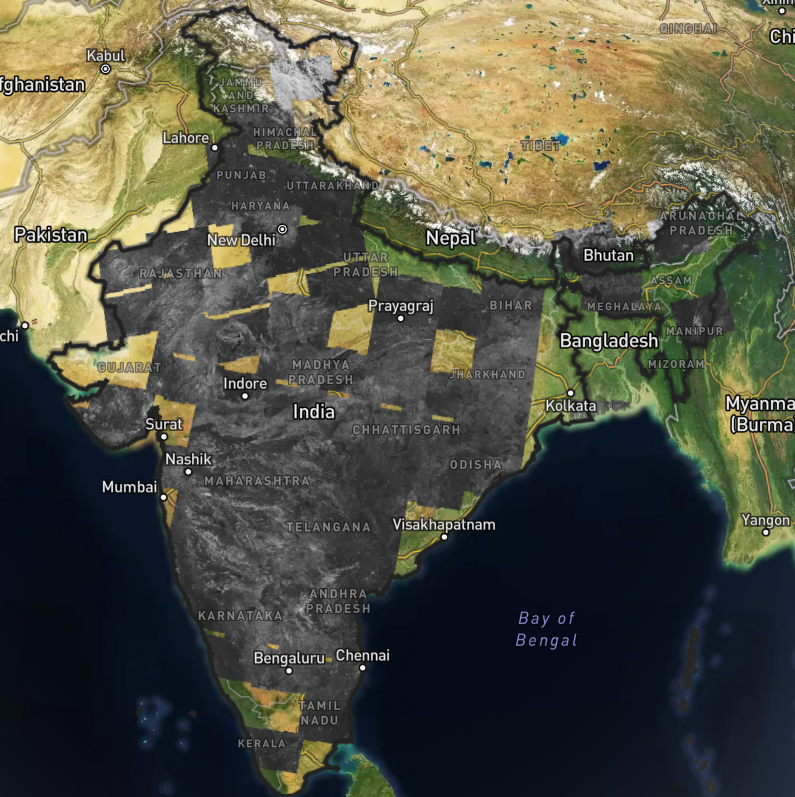 Xining
QINGHAI
Chi
Kabul
fghanistan
JAMMU
AND
KASHMIR
Lahore
HIMACHAL
PRADESH
TIBET
PUNJAB
UTTARAKHAND
HARYANA
ARUNACHAL
PRADESH
Pakistan
New Delhi
Nepal
Bhutan
RAJASTHAN
UTTAR
PRADESH
ASSAM
Prayagraj
BIHAR
MEGHALAYA
chi
Bangladesh
MANIPUR
GUJARAT
MADHYA
PRADESH
JHARKHAND
MIZORAM
Indore
Kolkata
Myanma
(Burma)
India
Surat
CHHATTISGARH
Nashik
ODISHA
Mumbai
MAHARASHTRA
TELANGANA
Visakhapatnam
Yangon
ANDHRA
PRADESH
KARNATAKA
Bay of
Bengal
Bengaluru
Chennai
TAMIL
NADU
KERALA